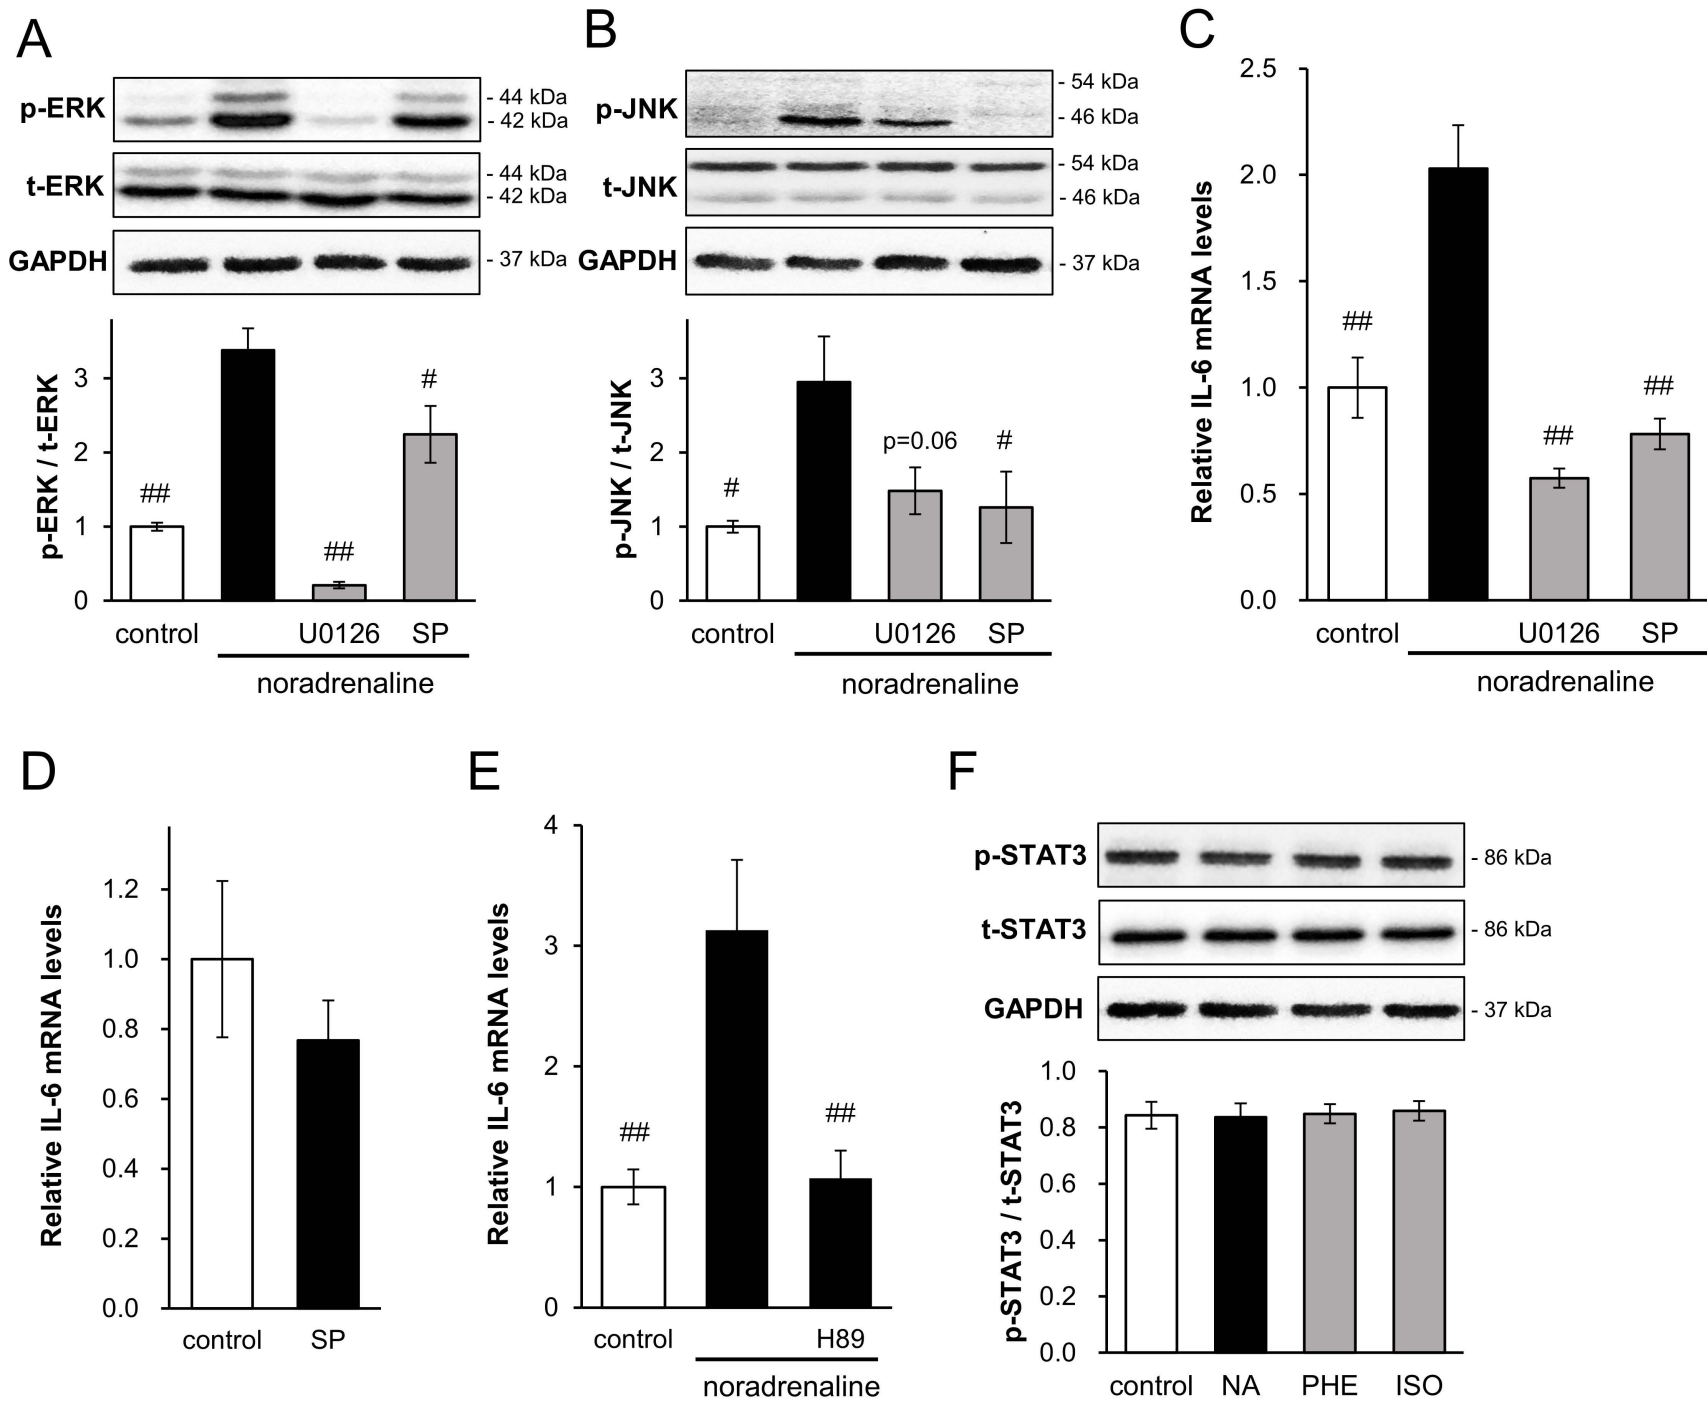 A
p-ERK
- 44 kDa
- 42 kDa
t-ERK
- 44 kDa
- 42 kDa
GAPDH
- 37 kDa
p-ERK / t-ERK
3
2
1
0
##
##
#
control
U0126
SP
noradrenaline
B
p-JNK
- 54 kDa
- 46 kDa
t-JNK
- 54 kDa
- 46 kDa
GAPDH
- 37 kDa
p-JNK / t-JNK
3
2
1
0
#
p=0.06
#
control
U0126
SP
noradrenaline
C
Relative IL-6 mRNA levels
2.5
2.0
1.5
1.0
0.5
0.0
##
##
##
control
U0126
SP
noradrenaline
D
Relative IL-6 mRNA levels
1.2
1.0
0.8
0.6
0.4
0.2
0.0
control
SP
E
Relative IL-6 mRNA levels
4
3
2
1
0
##
##
control
H89
noradrenaline
F
p-STAT3
- 86 kDa
t-STAT3
- 86 kDa
GAPDH
- 37 kDa
p-STAT3 / t-STAT3
1.0
0.8
0.6
0.4
0.2
0.0
control
NA
PHE
ISO